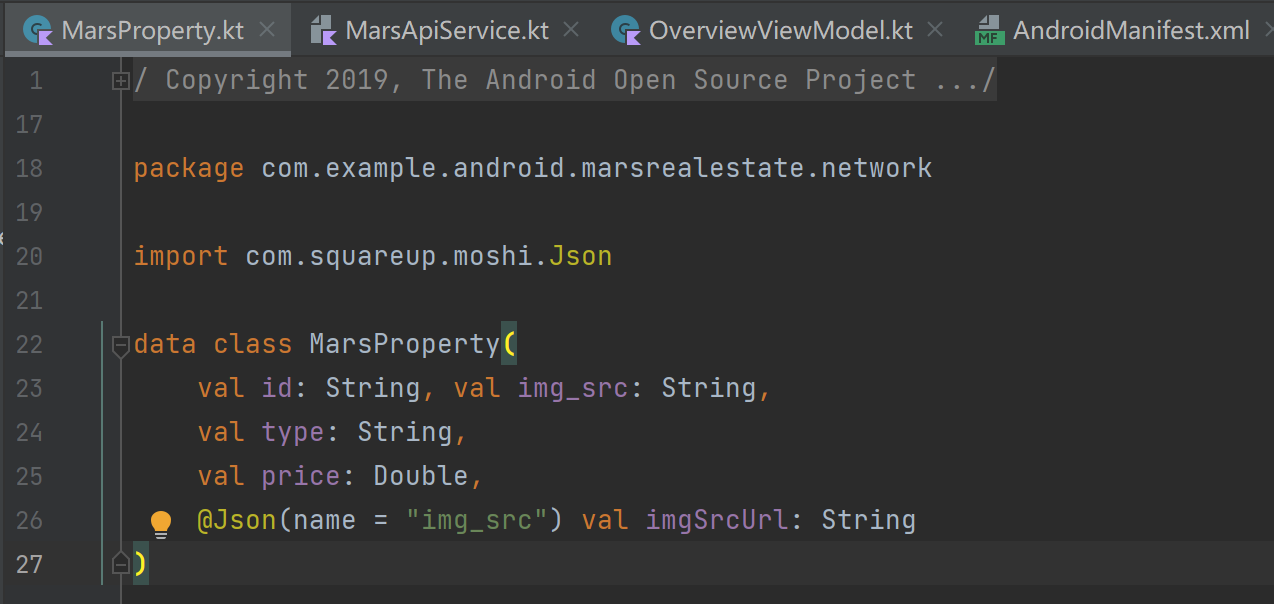 MarsProperty.kt MarsApiService.kt OverviewViewModel.kt MF AndroidManifest.xml
1 / Copyright 2019, The Android Open Source Project .../
17
18 package com.example.android.marsrealestate.network
19
20 import com.squareup.moshi.Json
21
22 data class MarsProperty(
23 val id: String, val img_src: String,
24 val type: String,
25 val price: Double,
26 @Json(name = "img_src") val imgSrcUrl: String
27 )